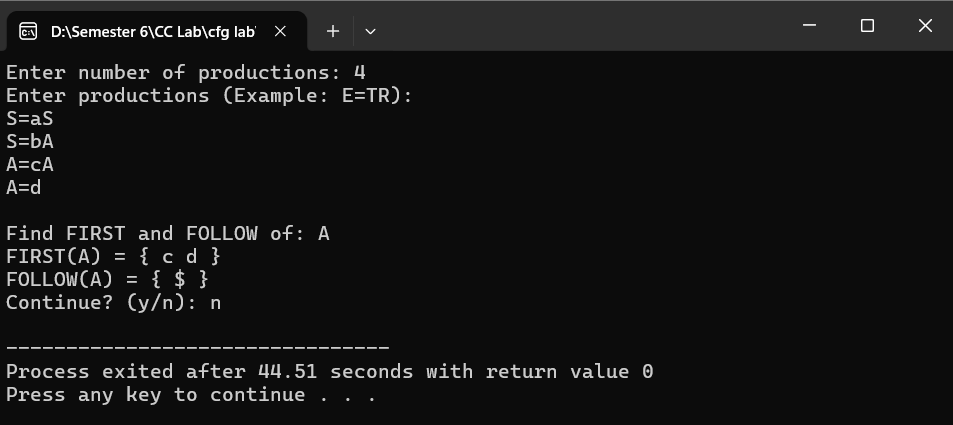 D:\Semester 6\CC Lab\cfg lab'
Enter number of productions: 4
Enter productions (Example: E=TR):
S=aS
S=bA
A=cA
A=d
Find FIRST and FOLLOW of: A
FIRST(A) = { c d }
FOLLOW(A) = { $ }
Continue? (y/n): n
--------------------------------
Process exited after 44.51 seconds with return value 0
Press any key to continue . . .